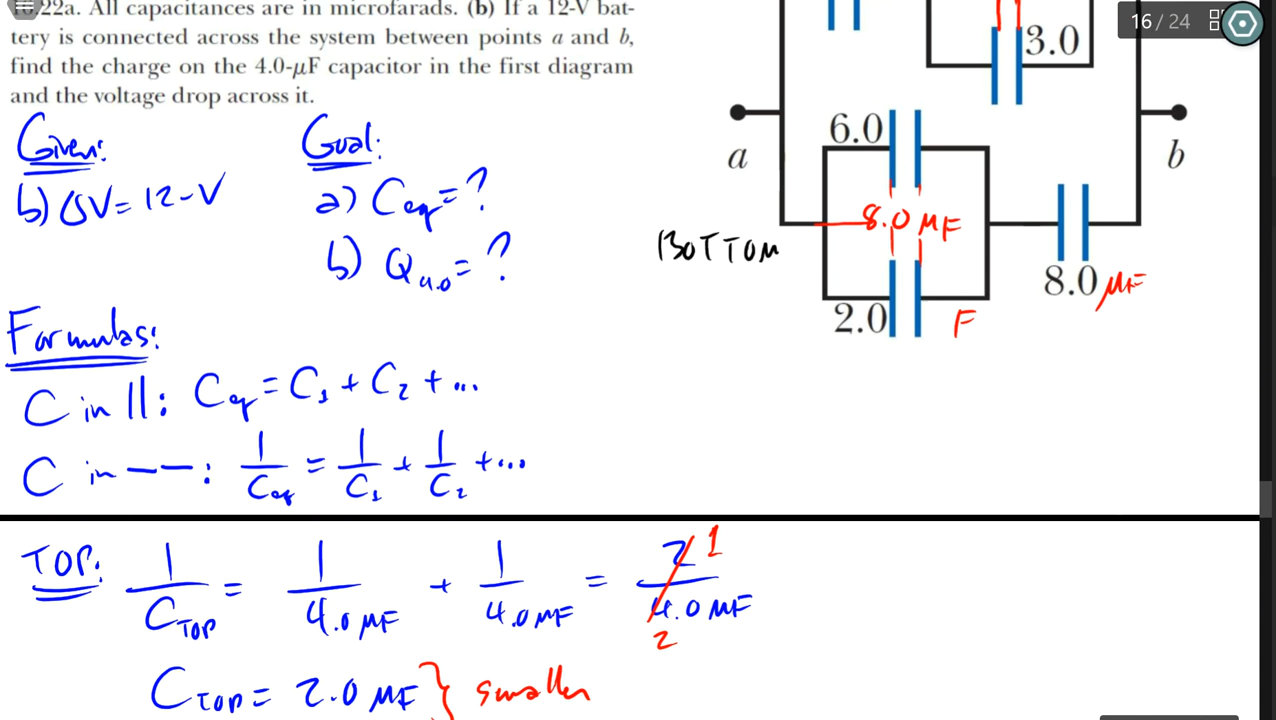 16.22a. All capacitances are in microfarads. (b) If a 12-V bat-
tery is connected across the system between points a and b,
find the charge on the 4.0-μF capacitor in the first diagram
and the voltage drop across it.
16 / 24
3.0
a
b
6.0
8.0 μF
2.0
F
8.0 μF
BOTTOM
Given:
b) ΔV = 12-V
Goal:
a) Ceq = ?
b) Q4.0 = ?
Formulas:
C in ||: Ceq = C1 + C2 + ...
C in −−: 1/Ceq = 1/C1 + 1/C2 + ...
TOP: 1/CTOP = 1/4.0 μF + 1/4.0 μF = 2/4.0 μF
1
2
CTOP = 2.0 μF } smaller